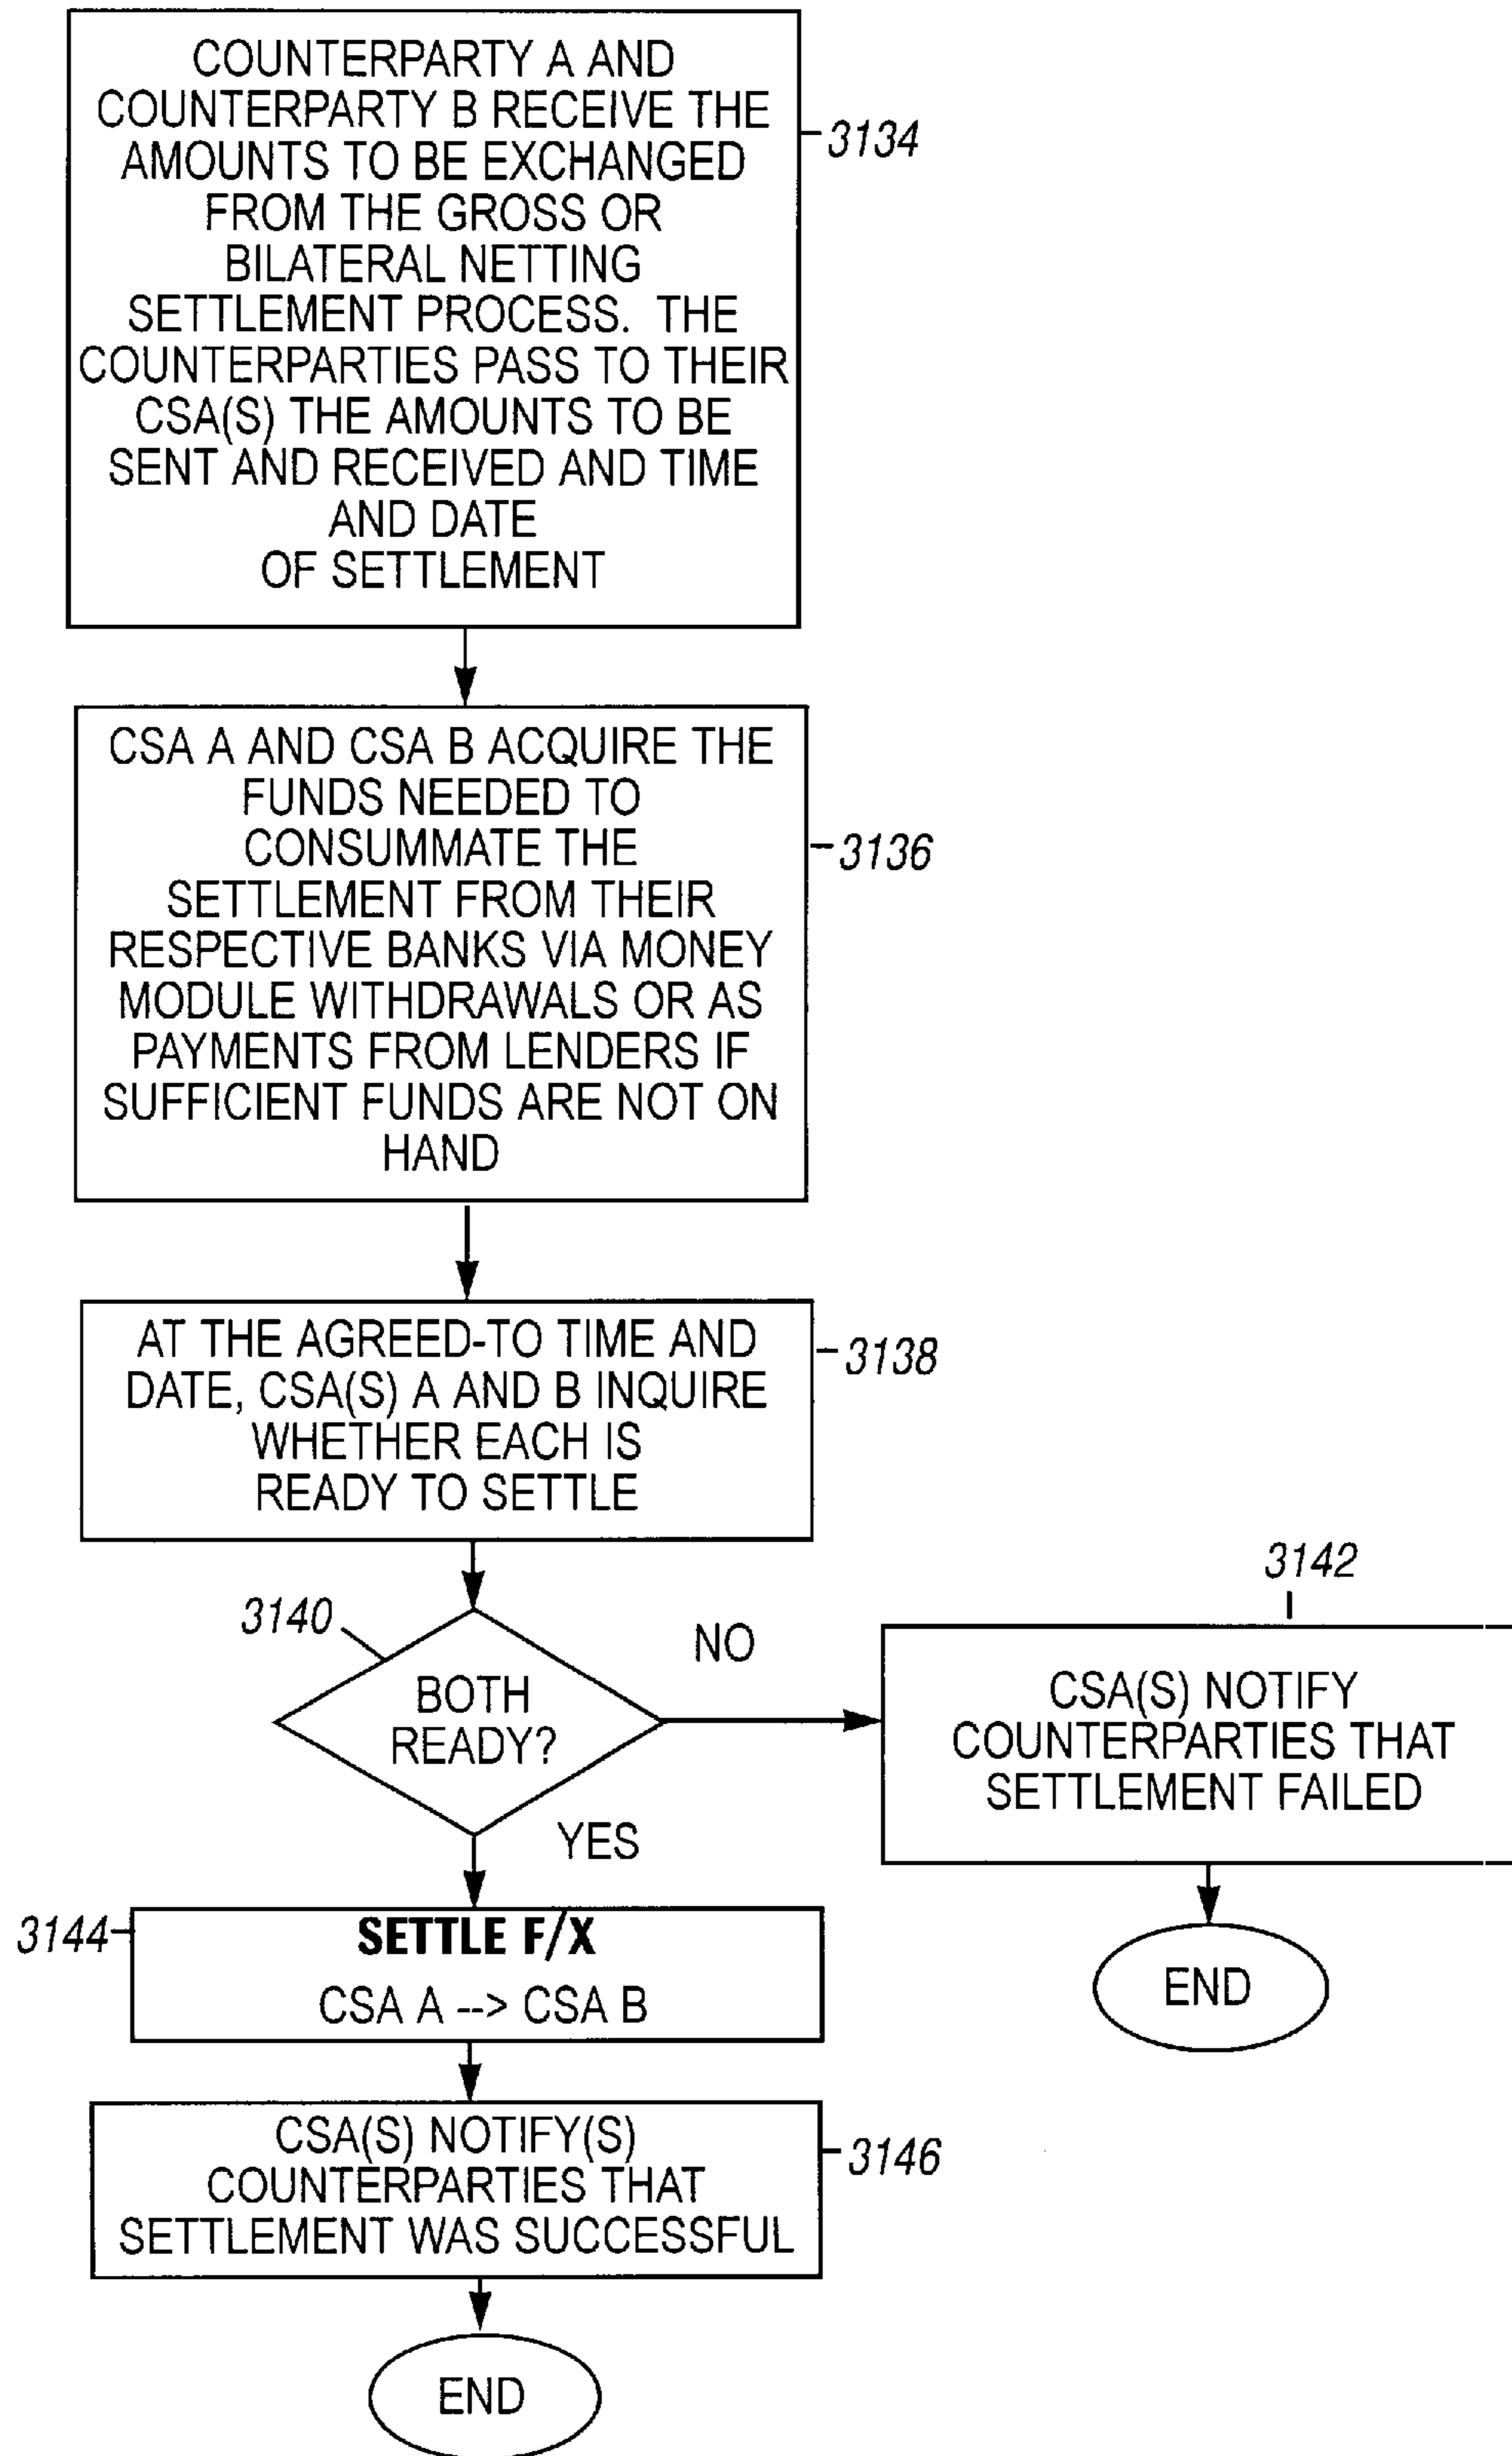 COUNTERPARTY A AND
COUNTERPARTY B RECEIVE THE
AMOUNTS TO BE EXCHANGED
FROM THE GROSS OR
BILATERAL NETTING
SETTLEMENT PROCESS. THE
COUNTERPARTIES PASS TO THEIR
CSA(S) THE AMOUNTS TO BE
SENT AND RECEIVED AND TIME
AND DATE
OF SETTLEMENT
3134
CSA A AND CSA B ACQUIRE THE
FUNDS NEEDED TO
CONSUMMATE THE
SETTLEMENT FROM THEIR
RESPECTIVE BANKS VIA MONEY
MODULE WITHDRAWALS OR AS
PAYMENTS FROM LENDERS IF
SUFFICIENT FUNDS ARE NOT ON
HAND
3136
AT THE AGREED-TO TIME AND
DATE, CSA(S) A AND B INQUIRE
WHETHER EACH IS
READY TO SETTLE
3138
3140
BOTH
READY?
NO
3142
CSA(S) NOTIFY
COUNTERPARTIES THAT
SETTLEMENT FAILED
END
YES
3144
SETTLE F/X
CSA A --> CSA B
CSA(S) NOTIFY(S)
COUNTERPARTIES THAT
SETTLEMENT WAS SUCCESSFUL
3146
END